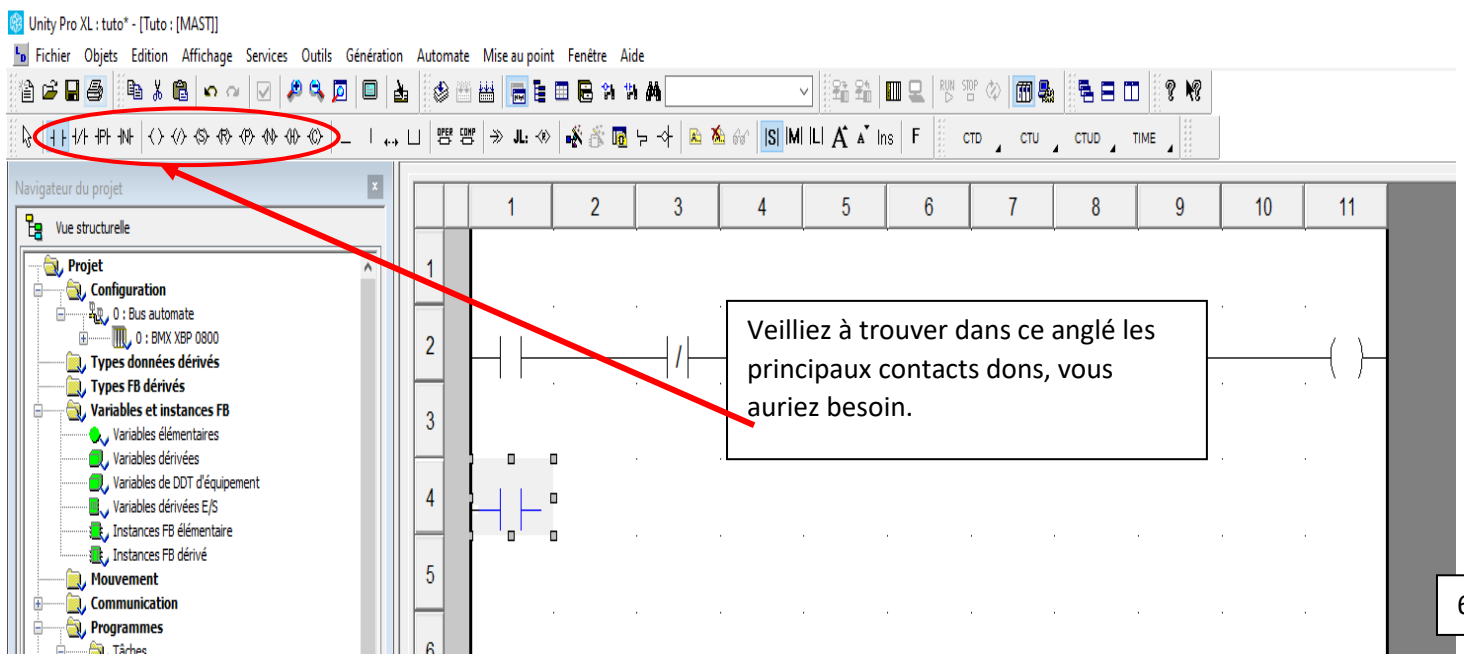 Unity Pro XL : tuto* - [Tuto : [MAST]]
Fichier Objets Edition Affichage Services Outils Génération Automate Mise au point Fenêtre Aide
RUN STOP
OPER COMP JL: |S| |M| |L| A A Ins F CTD CTU CTUD TIME
Navigateur du projet x
Vue structurelle
Projet
Configuration
0 : Bus automate
0 : BMX XBP 0800
Types données dérivés
Types FB dérivés
Variables et instances FB
Variables élémentaires
Variables dérivées
Variables de DDT d'équipement
Variables dérivées E/S
Instances FB élémentaire
Instances FB dérivé
Mouvement
Communication
Programmes
Tâches
1 2 3 4 5 6 7 8 9 10 11
1
2
3
4
5
6
Veilliez à trouver dans ce anglé les
principaux contacts dons, vous
auriez besoin.
6